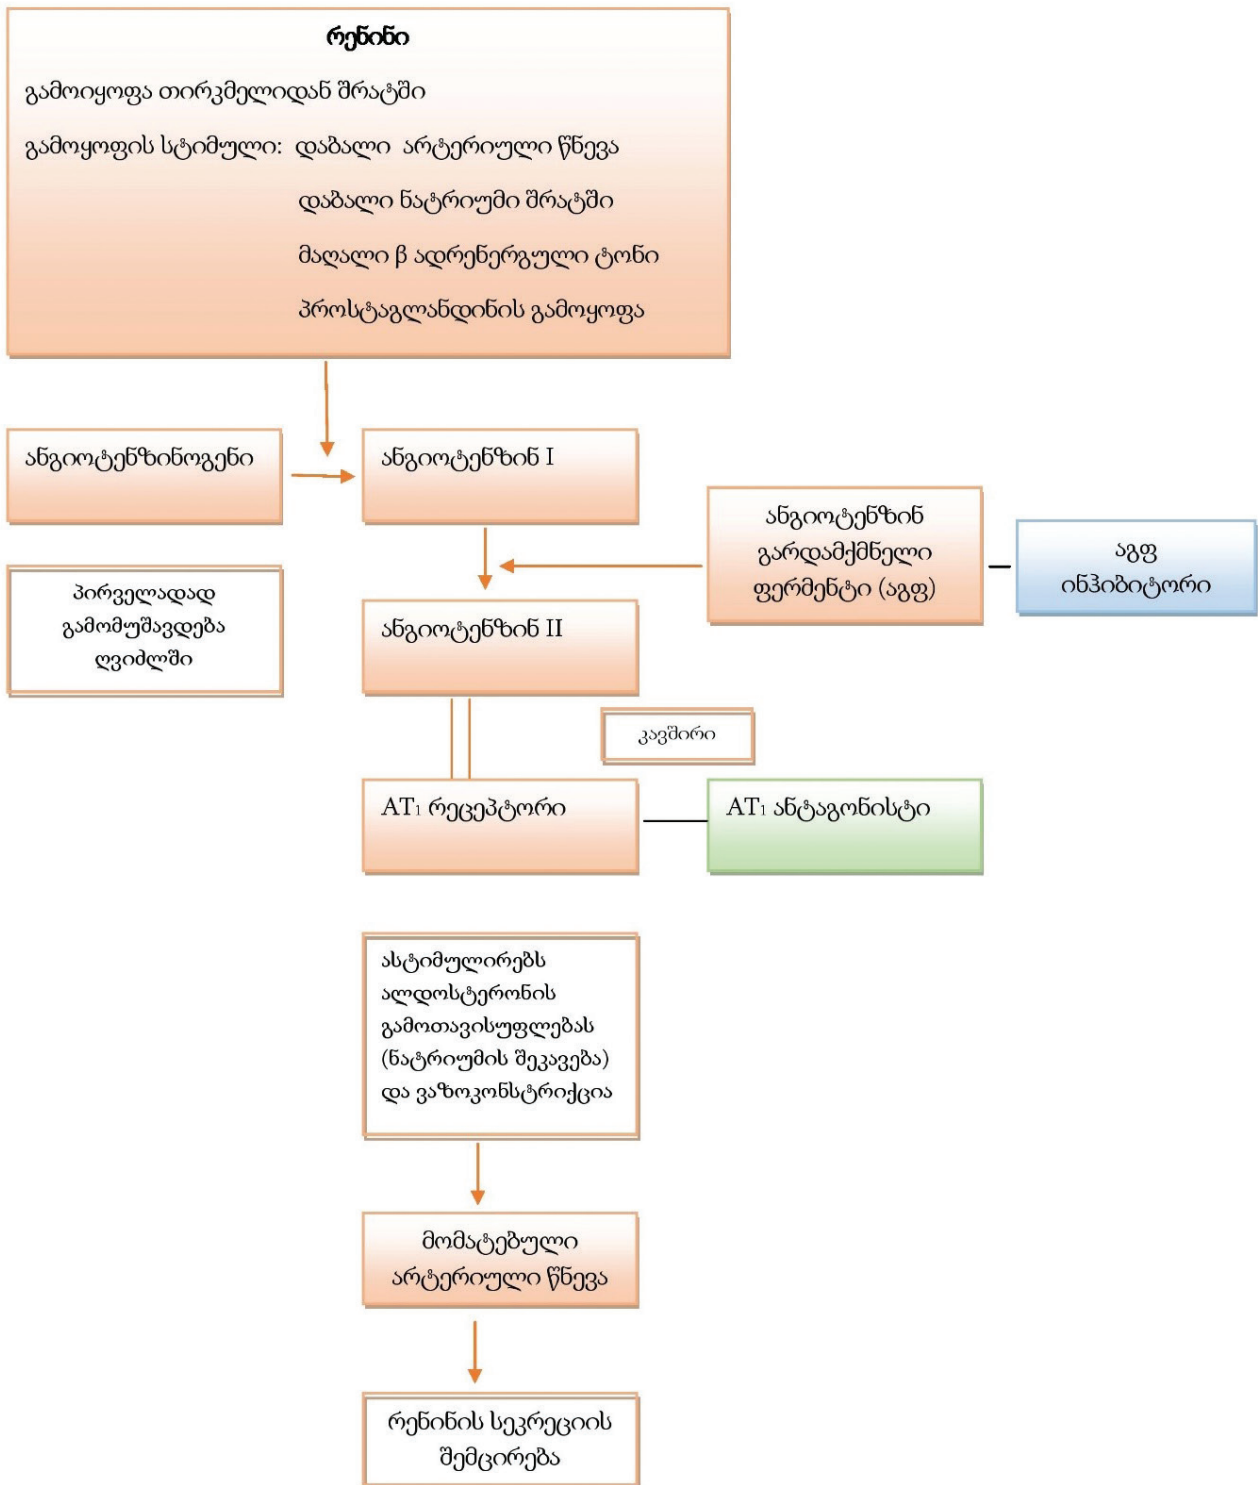 რენინი
გამოიყოფა თირკმელიდან შრატში
გამოყოფის სტიმული: დაბალი არტერიული წნევა
დაბალი ნატრიუმი შრატში
მაღალი β ადრენერგული ტონი
პროსტაგლანდინის გამოყოფა
ანგიოტენზინოგენი
ანგიოტენზინ I
ანგიოტენზინ
გარდამქმნელი
ფერმენტი (აგფ)
აგფ
ინჰიბიტორი
პირველადად
გამომუშავდება
ღვიძლში
ანგიოტენზინ II
კავშირი
AT₁ რეცეპტორი
AT₁ ანტაგონისტი
ასტიმულირებს
ალდოსტერონის
გამოთავისუფლებას
(ნატრიუმის შეკავება)
და ვაზოკონსტრიქცია
მომატებული
არტერიული წნევა
რენინის სეკრეციის
შემცირება